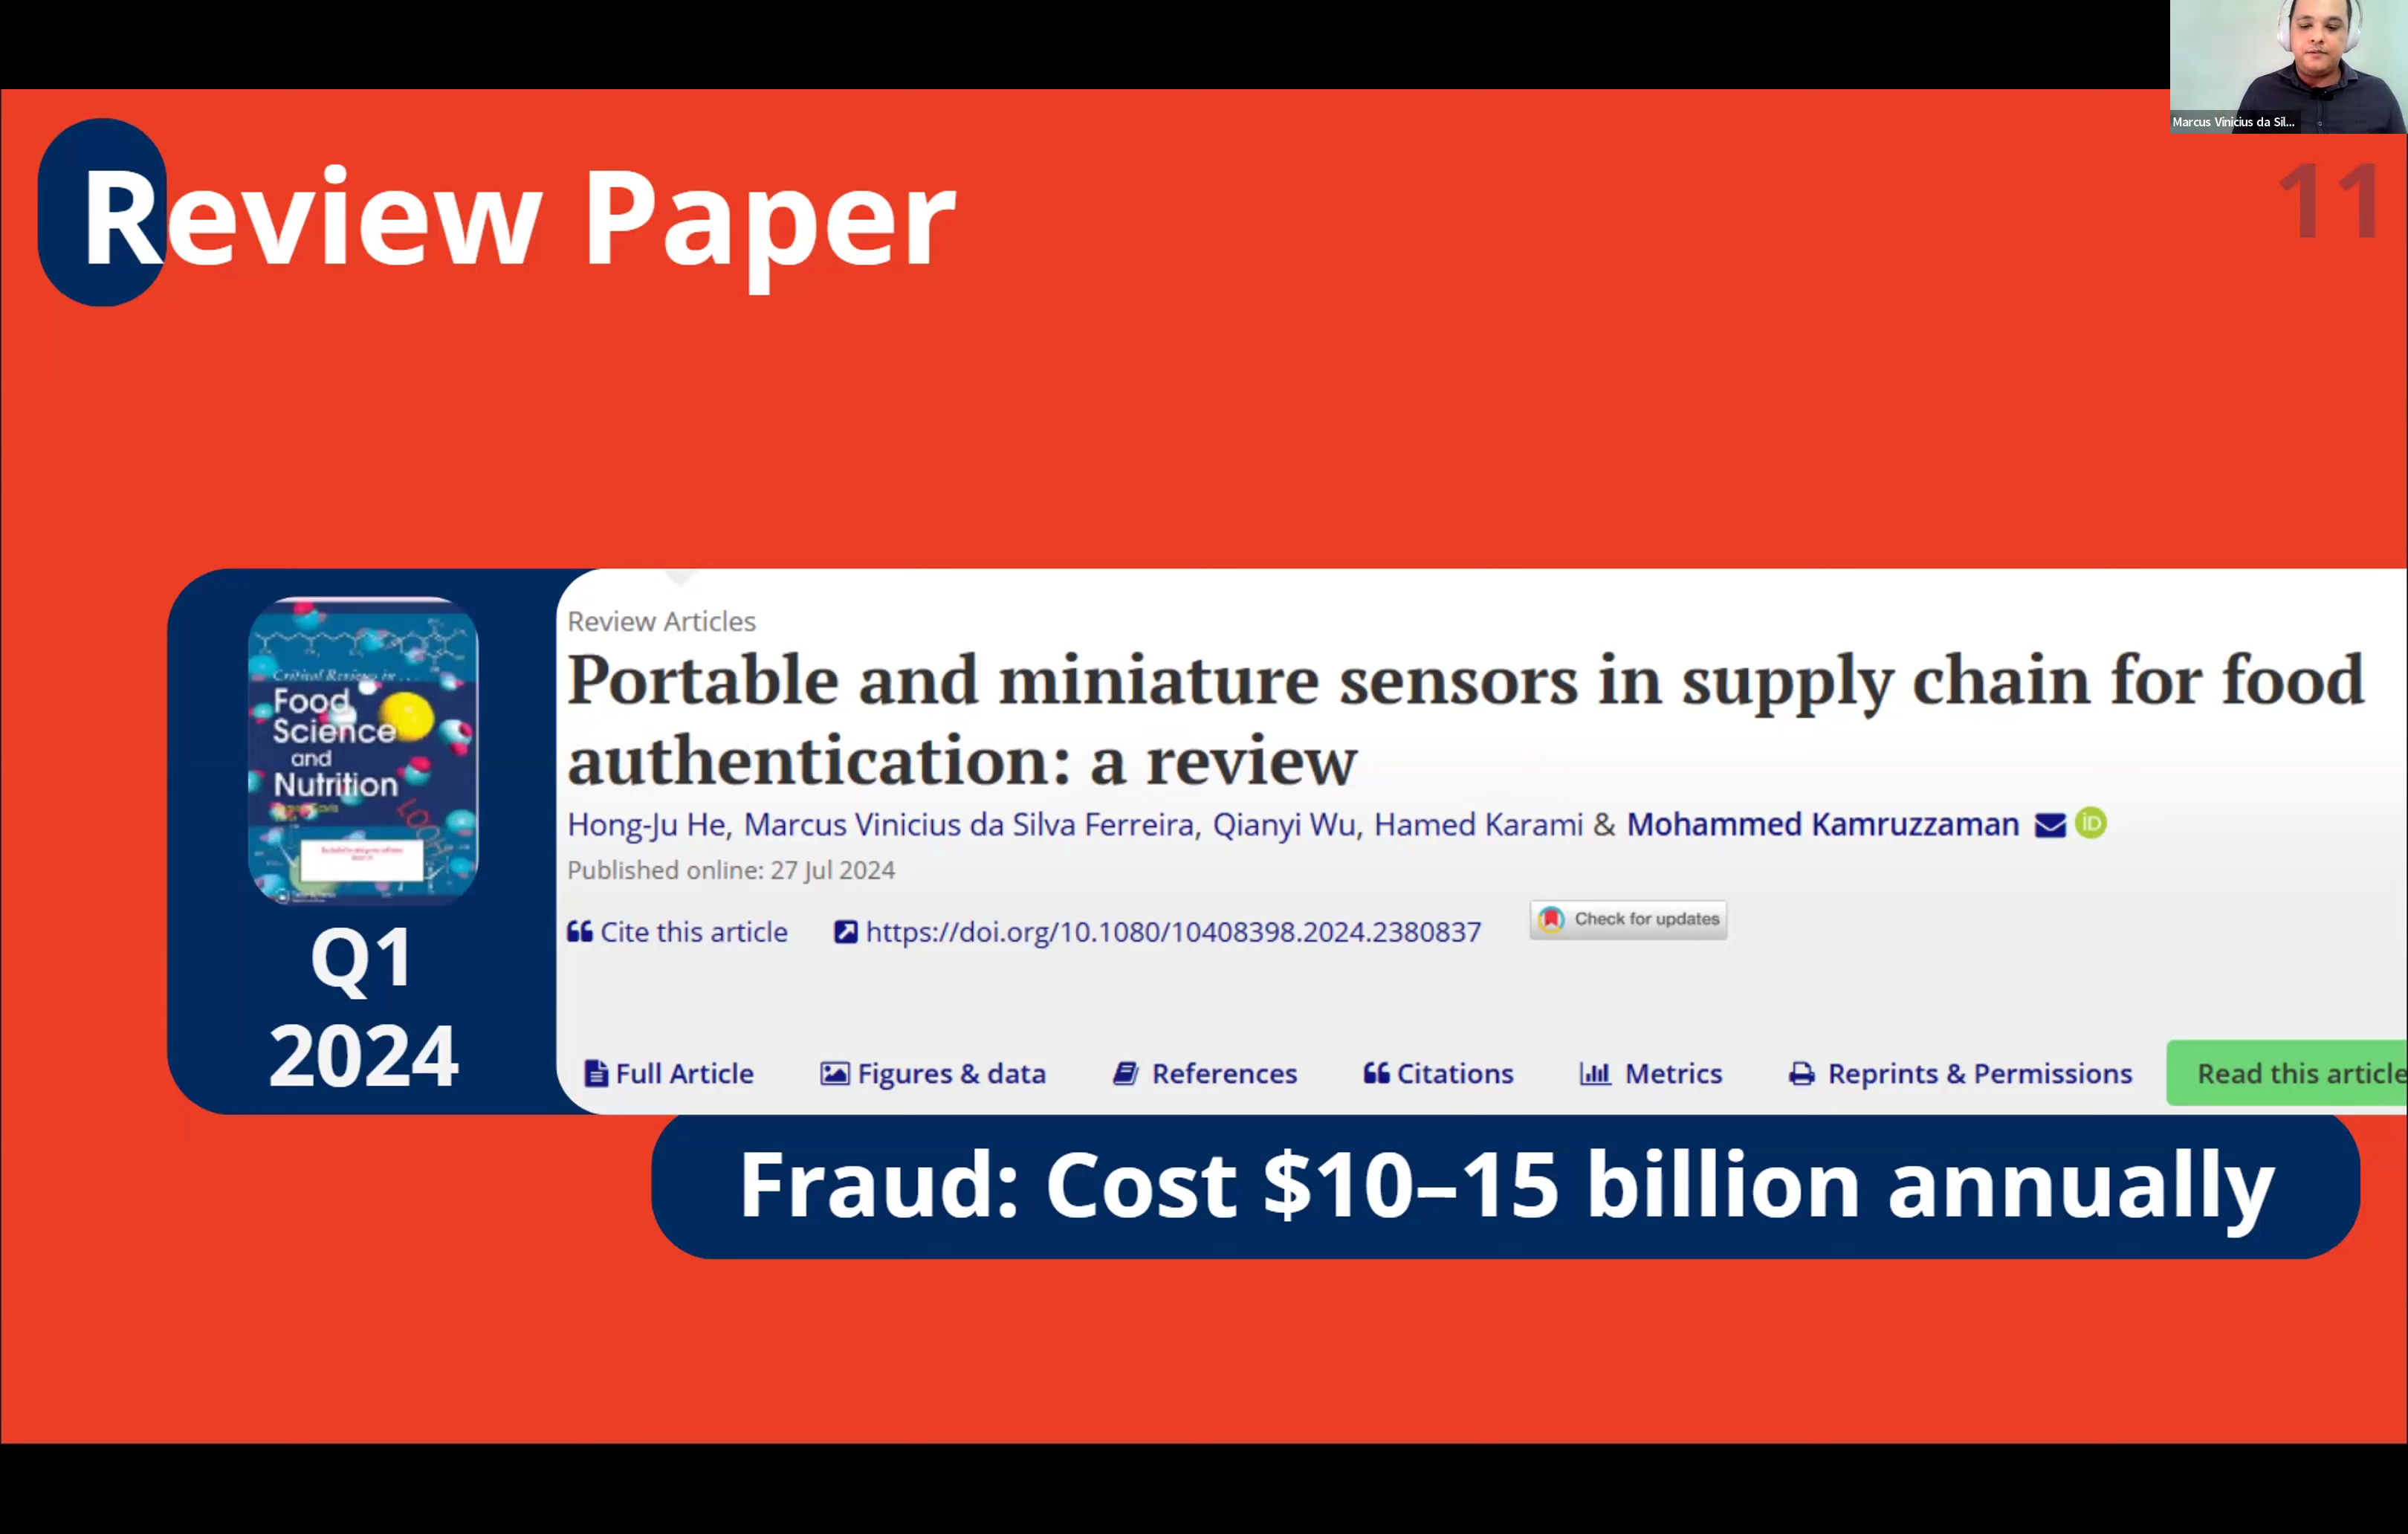 Marcus Vinicius da Sil...
Review Paper
11
Critical Reviews in...
Food
Science
and
Nutrition
Q1
2024
Review Articles
Portable and miniature sensors in supply chain for food
authentication: a review
Hong-Ju He, Marcus Vinicius da Silva Ferreira, Qianyi Wu, Hamed Karami & Mohammed Kamruzzaman iD
Published online: 27 Jul 2024
Cite this article https://doi.org/10.1080/10408398.2024.2380837 Check for updates
Full Article Figures & data References Citations Metrics Reprints & Permissions Read this article
Fraud: Cost $10–15 billion annually